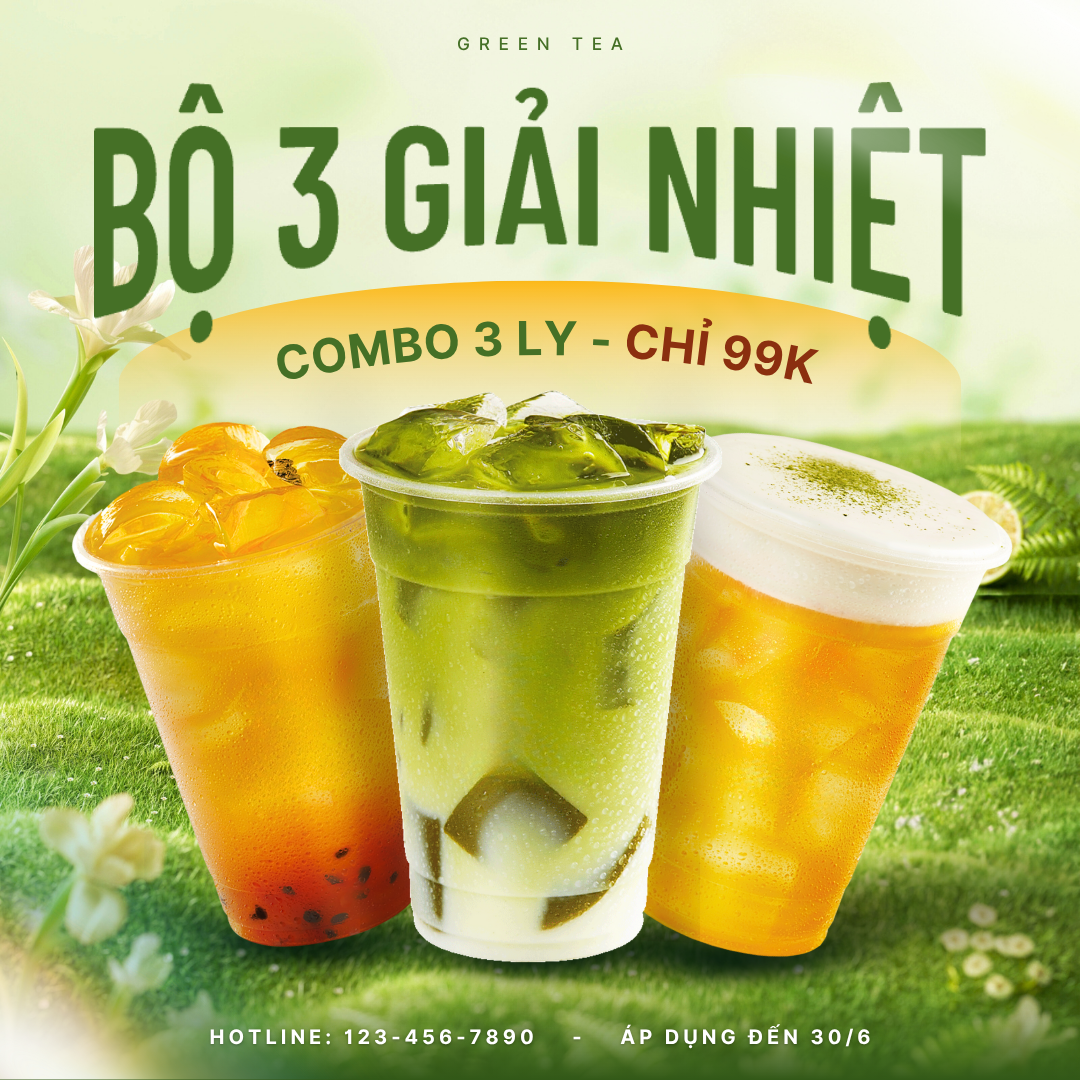 GREEN TEA
BỘ 3 GIẢI NHIỆT
COMBO 3 LY - CHỈ 99K
HOTLINE: 123-456-7890 - ÁP DỤNG ĐẾN 30/6